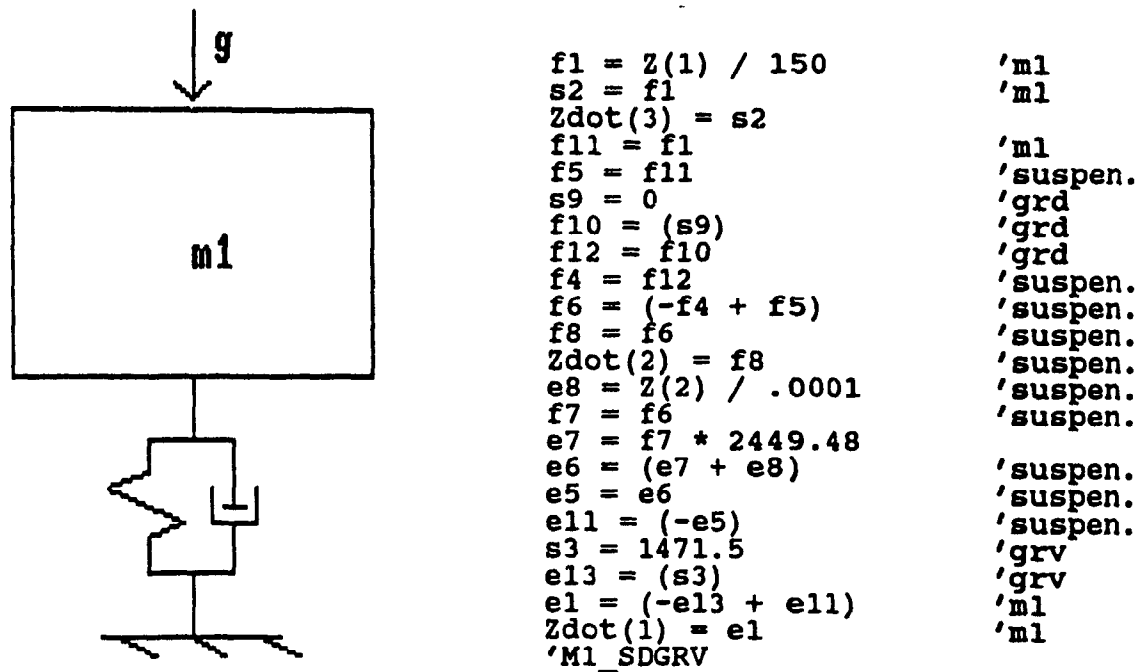 g
m1
f1 = Z(1) / 150 'm1
s2 = f1 'm1
Zdot(3) = s2
f11 = f1 'm1
f5 = f11 'suspen.
s9 = 0 'grd
f10 = (s9) 'grd
f12 = f10 'grd
f4 = f12 'suspen.
f6 = (-f4 + f5) 'suspen.
f8 = f6 'suspen.
Zdot(2) = f8 'suspen.
e8 = Z(2) / .0001 'suspen.
f7 = f6 'suspen.
e7 = f7 * 2449.48
e6 = (e7 + e8) 'suspen.
e5 = e6 'suspen.
e11 = (-e5) 'suspen.
s3 = 1471.5 'grv
e13 = (s3) 'grv
e1 = (-e13 + e11) 'm1
Zdot(1) = e1 'm1
'M1_SDGRV